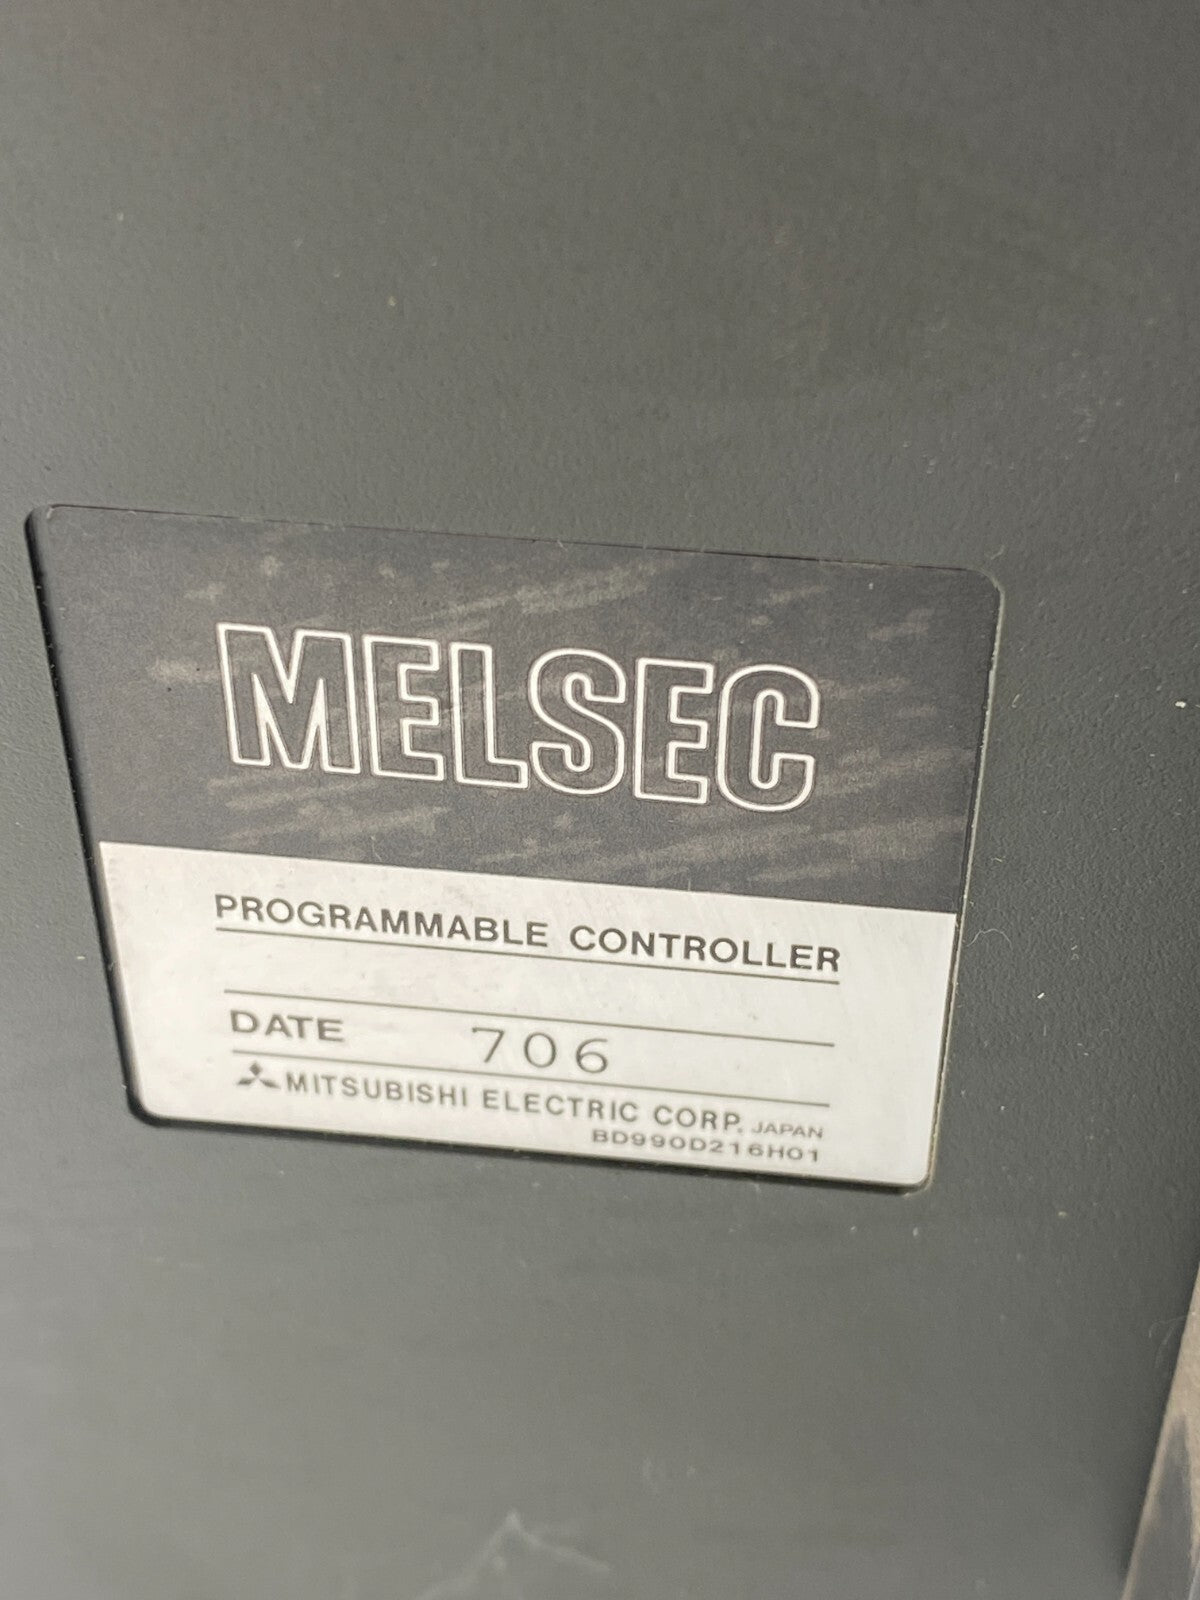 MELSEC
PROGRAMMABLE CONTROLLER
DATE 706
MITSUBISHI ELECTRIC CORP. JAPAN
BD990D216H01